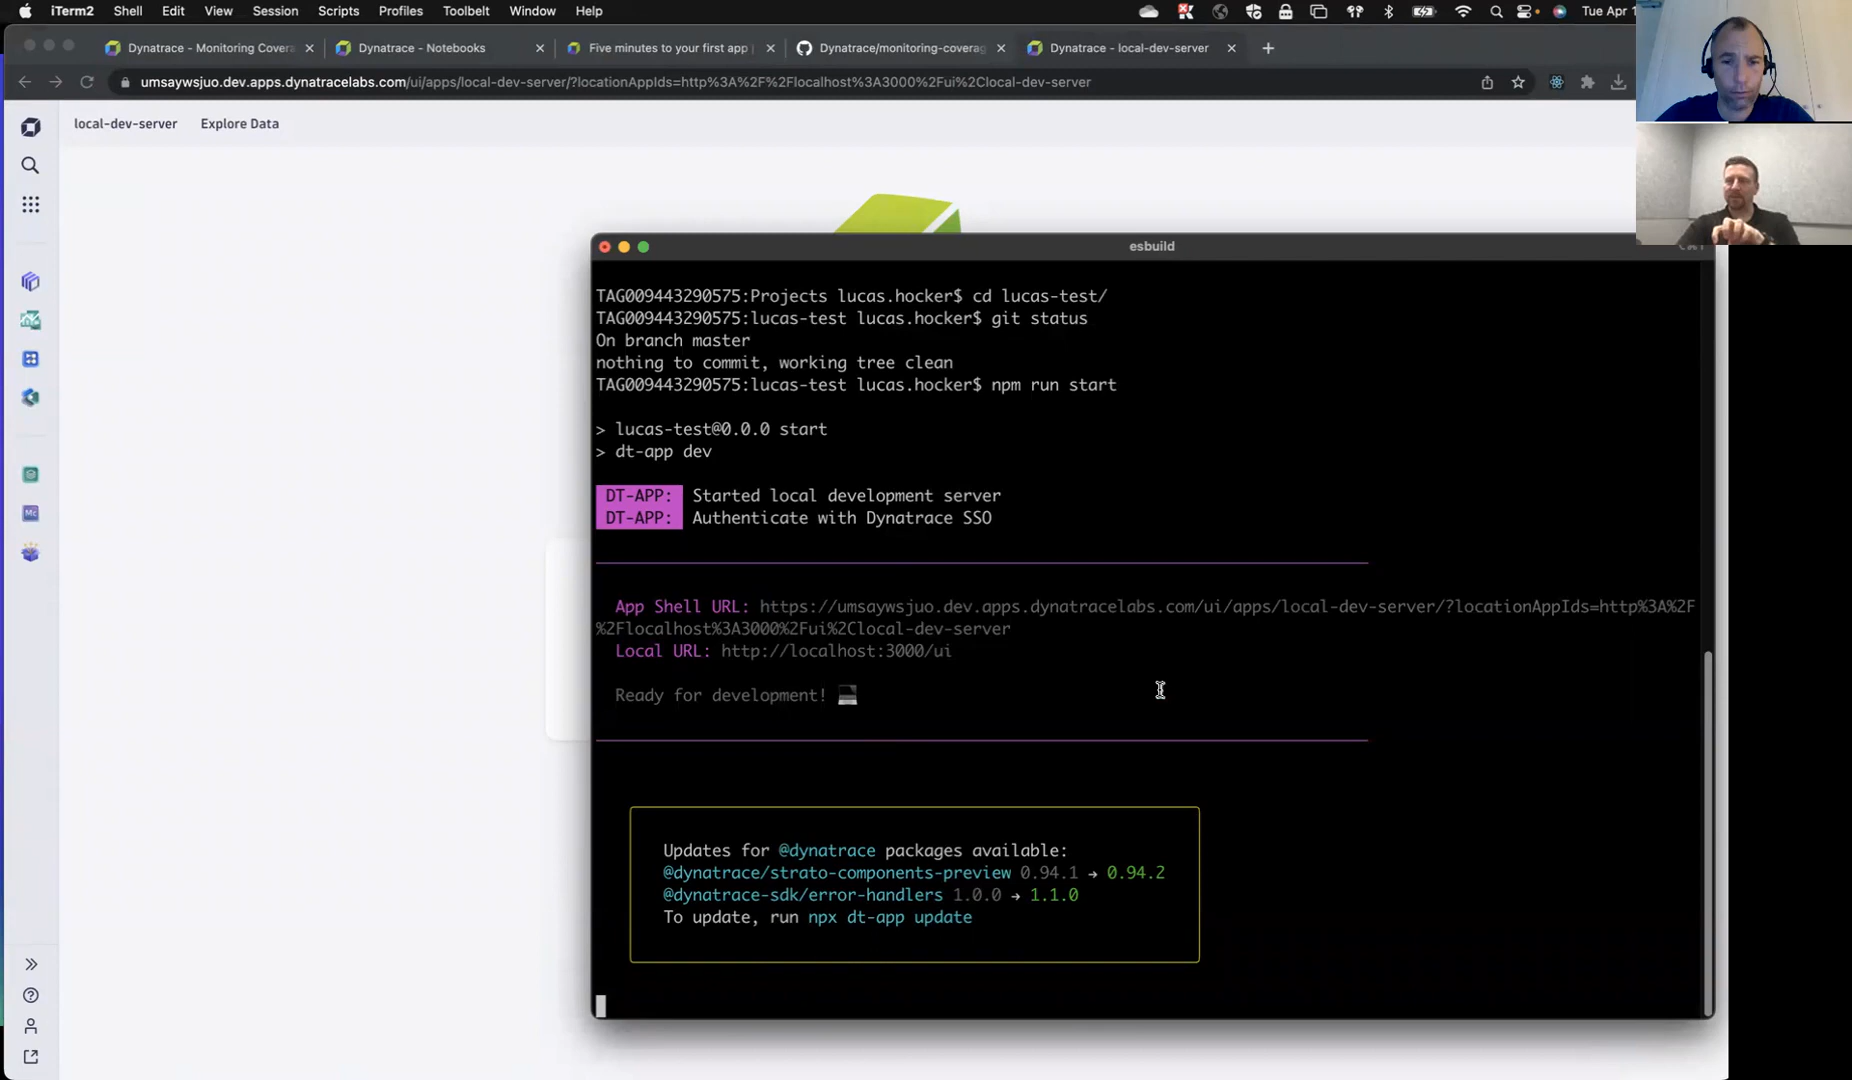 iTerm2 Shell Edit View Session Scripts Profiles Toolbelt Window Help Tue Apr 1
Dynatrace - Monitoring Covera
Dynatrace - Notebooks
Five minutes to your first app
Dynatrace/monitoring-coverag
Dynatrace - local-dev-server
umsaywsjuo.dev.apps.dynatracelabs.com/ui/apps/local-dev-server/?locationAppIds=http%3A%2F%2Flocalhost%3A3000%2Fui%2Clocal-dev-server
local-dev-server Explore Data
esbuild
TAG009443290575:Projects lucas.hocker$ cd lucas-test/
TAG009443290575:lucas-test lucas.hocker$ git status
On branch master
nothing to commit, working tree clean
TAG009443290575:lucas-test lucas.hocker$ npm run start
> lucas-test@0.0.0 start
> dt-app dev
DT-APP: Started local development server
DT-APP: Authenticate with Dynatrace SSO
App Shell URL: https://umsaywsjuo.dev.apps.dynatracelabs.com/ui/apps/local-dev-server/?locationAppIds=http%3A%2F
%2Flocalhost%3A3000%2Fui%2Clocal-dev-server
Local URL: http://localhost:3000/ui
Ready for development!
Updates for @dynatrace packages available:
@dynatrace/strato-components-preview 0.94.1 → 0.94.2
@dynatrace-sdk/error-handlers 1.0.0 → 1.1.0
To update, run npx dt-app update
Mc